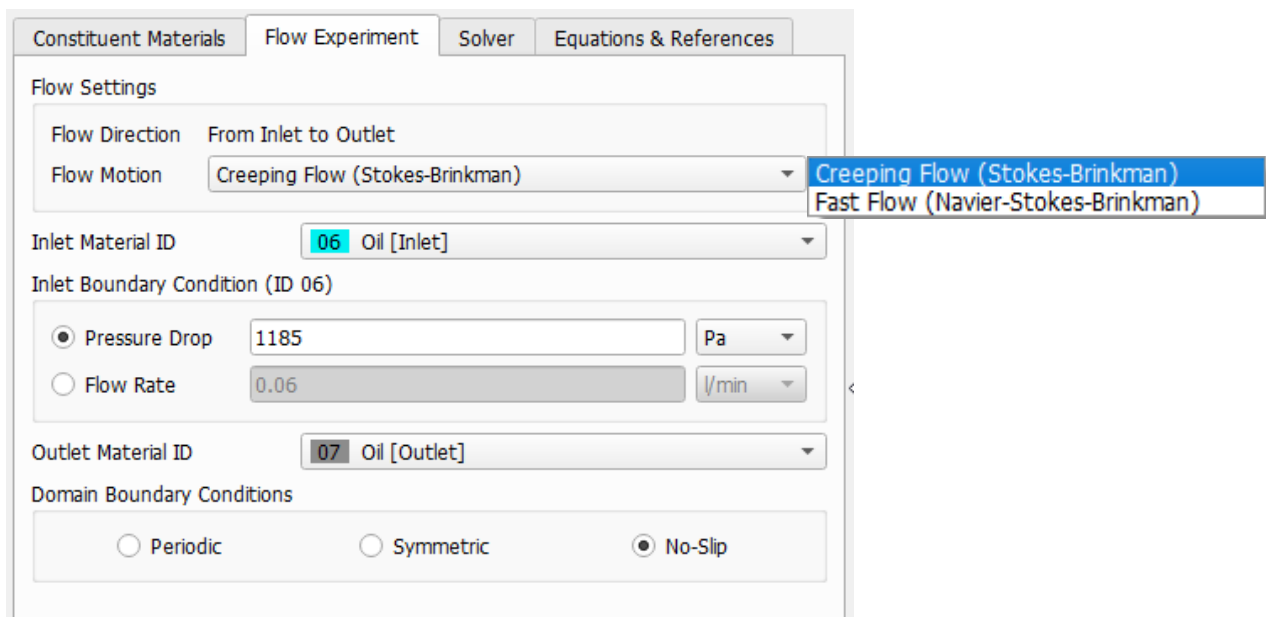 Constituent Materials Flow Experiment Solver Equations & References
Flow Settings
Flow Direction From Inlet to Outlet
Flow Motion Creeping Flow (Stokes-Brinkman)
Creeping Flow (Stokes-Brinkman)
Fast Flow (Navier-Stokes-Brinkman)
Inlet Material ID 06 Oil [Inlet]
Inlet Boundary Condition (ID 06)
Pressure Drop 1185 Pa
Flow Rate 0.06 l/min
Outlet Material ID 07 Oil [Outlet]
Domain Boundary Conditions
Periodic Symmetric No-Slip